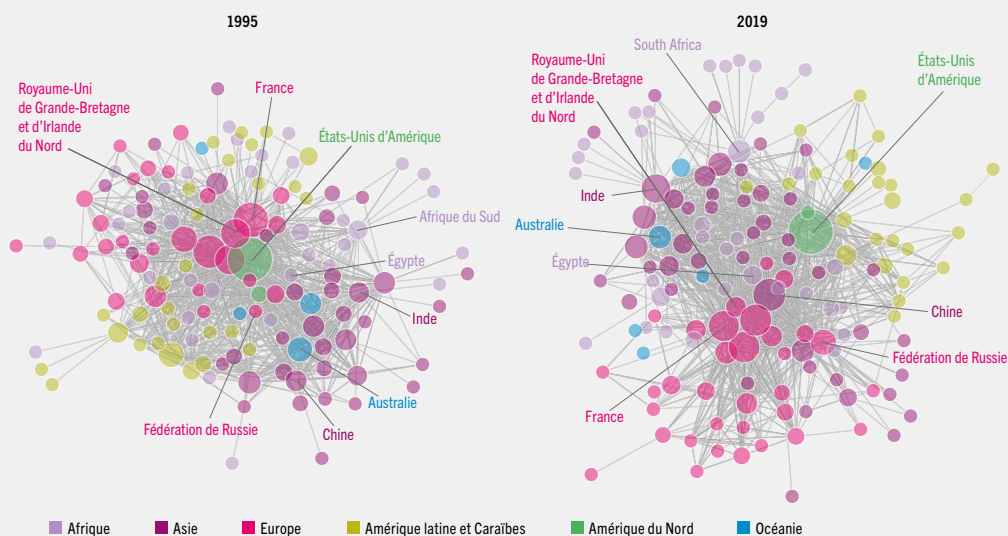 1995
Royaume-Uni
de Grande-Bretagne
et d'Irlande
du Nord
France
États-Unis d'Amérique
Afrique du Sud
Égypte
Inde
Australie
Chine
Fédération de Russie
2019
South Africa
Royaume-Uni
de Grande-Bretagne
et d'Irlande
du Nord
États-Unis
d'Amérique
Inde
Australie
Égypte
Chine
Fédération de Russie
France
Afrique
Asie
Europe
Amérique latine et Caraïbes
Amérique du Nord
Océanie